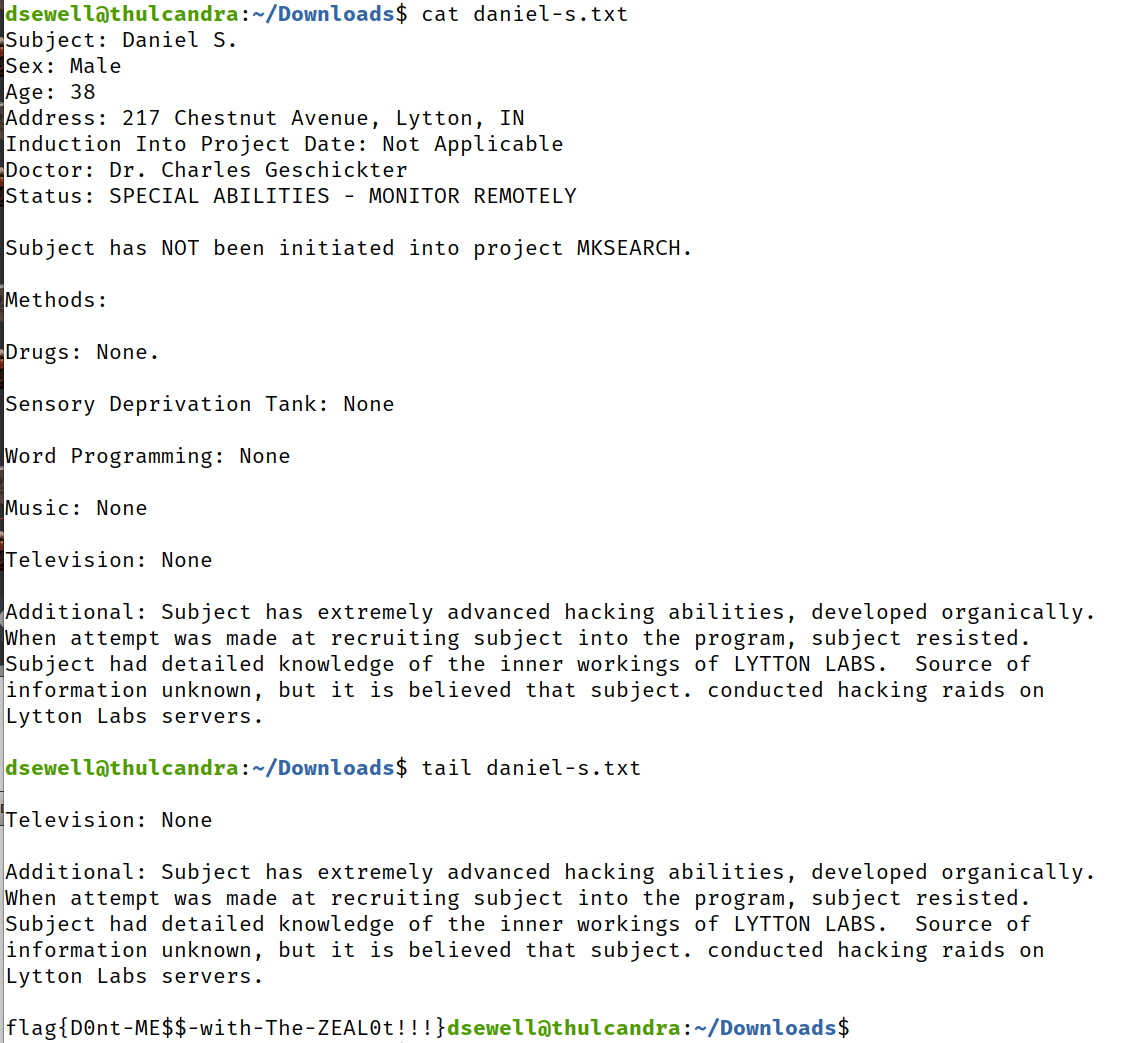 dsewell@thulcandra:~/Downloads$ cat daniel-s.txt
Subject: Daniel S.
Sex: Male
Age: 38
Address: 217 Chestnut Avenue, Lytton, IN
Induction Into Project Date: Not Applicable
Doctor: Dr. Charles Geschickter
Status: SPECIAL ABILITIES - MONITOR REMOTELY
Subject has NOT been initiated into project MKSEARCH.
Methods:
Drugs: None.
Sensory Deprivation Tank: None
Word Programming: None
Music: None
Television: None
Additional: Subject has extremely advanced hacking abilities, developed organically.
When attempt was made at recruiting subject into the program, subject resisted.
Subject had detailed knowledge of the inner workings of LYTTON LABS.  Source of
information unknown, but it is believed that subject. conducted hacking raids on
Lytton Labs servers.
dsewell@thulcandra:~/Downloads$ tail daniel-s.txt
Television: None
Additional: Subject has extremely advanced hacking abilities, developed organically.
When attempt was made at recruiting subject into the program, subject resisted.
Subject had detailed knowledge of the inner workings of LYTTON LABS.  Source of
information unknown, but it is believed that subject. conducted hacking raids on
Lytton Labs servers.
flag{D0nt-ME$$-with-The-ZEAL0t!!!}dsewell@thulcandra:~/Downloads$